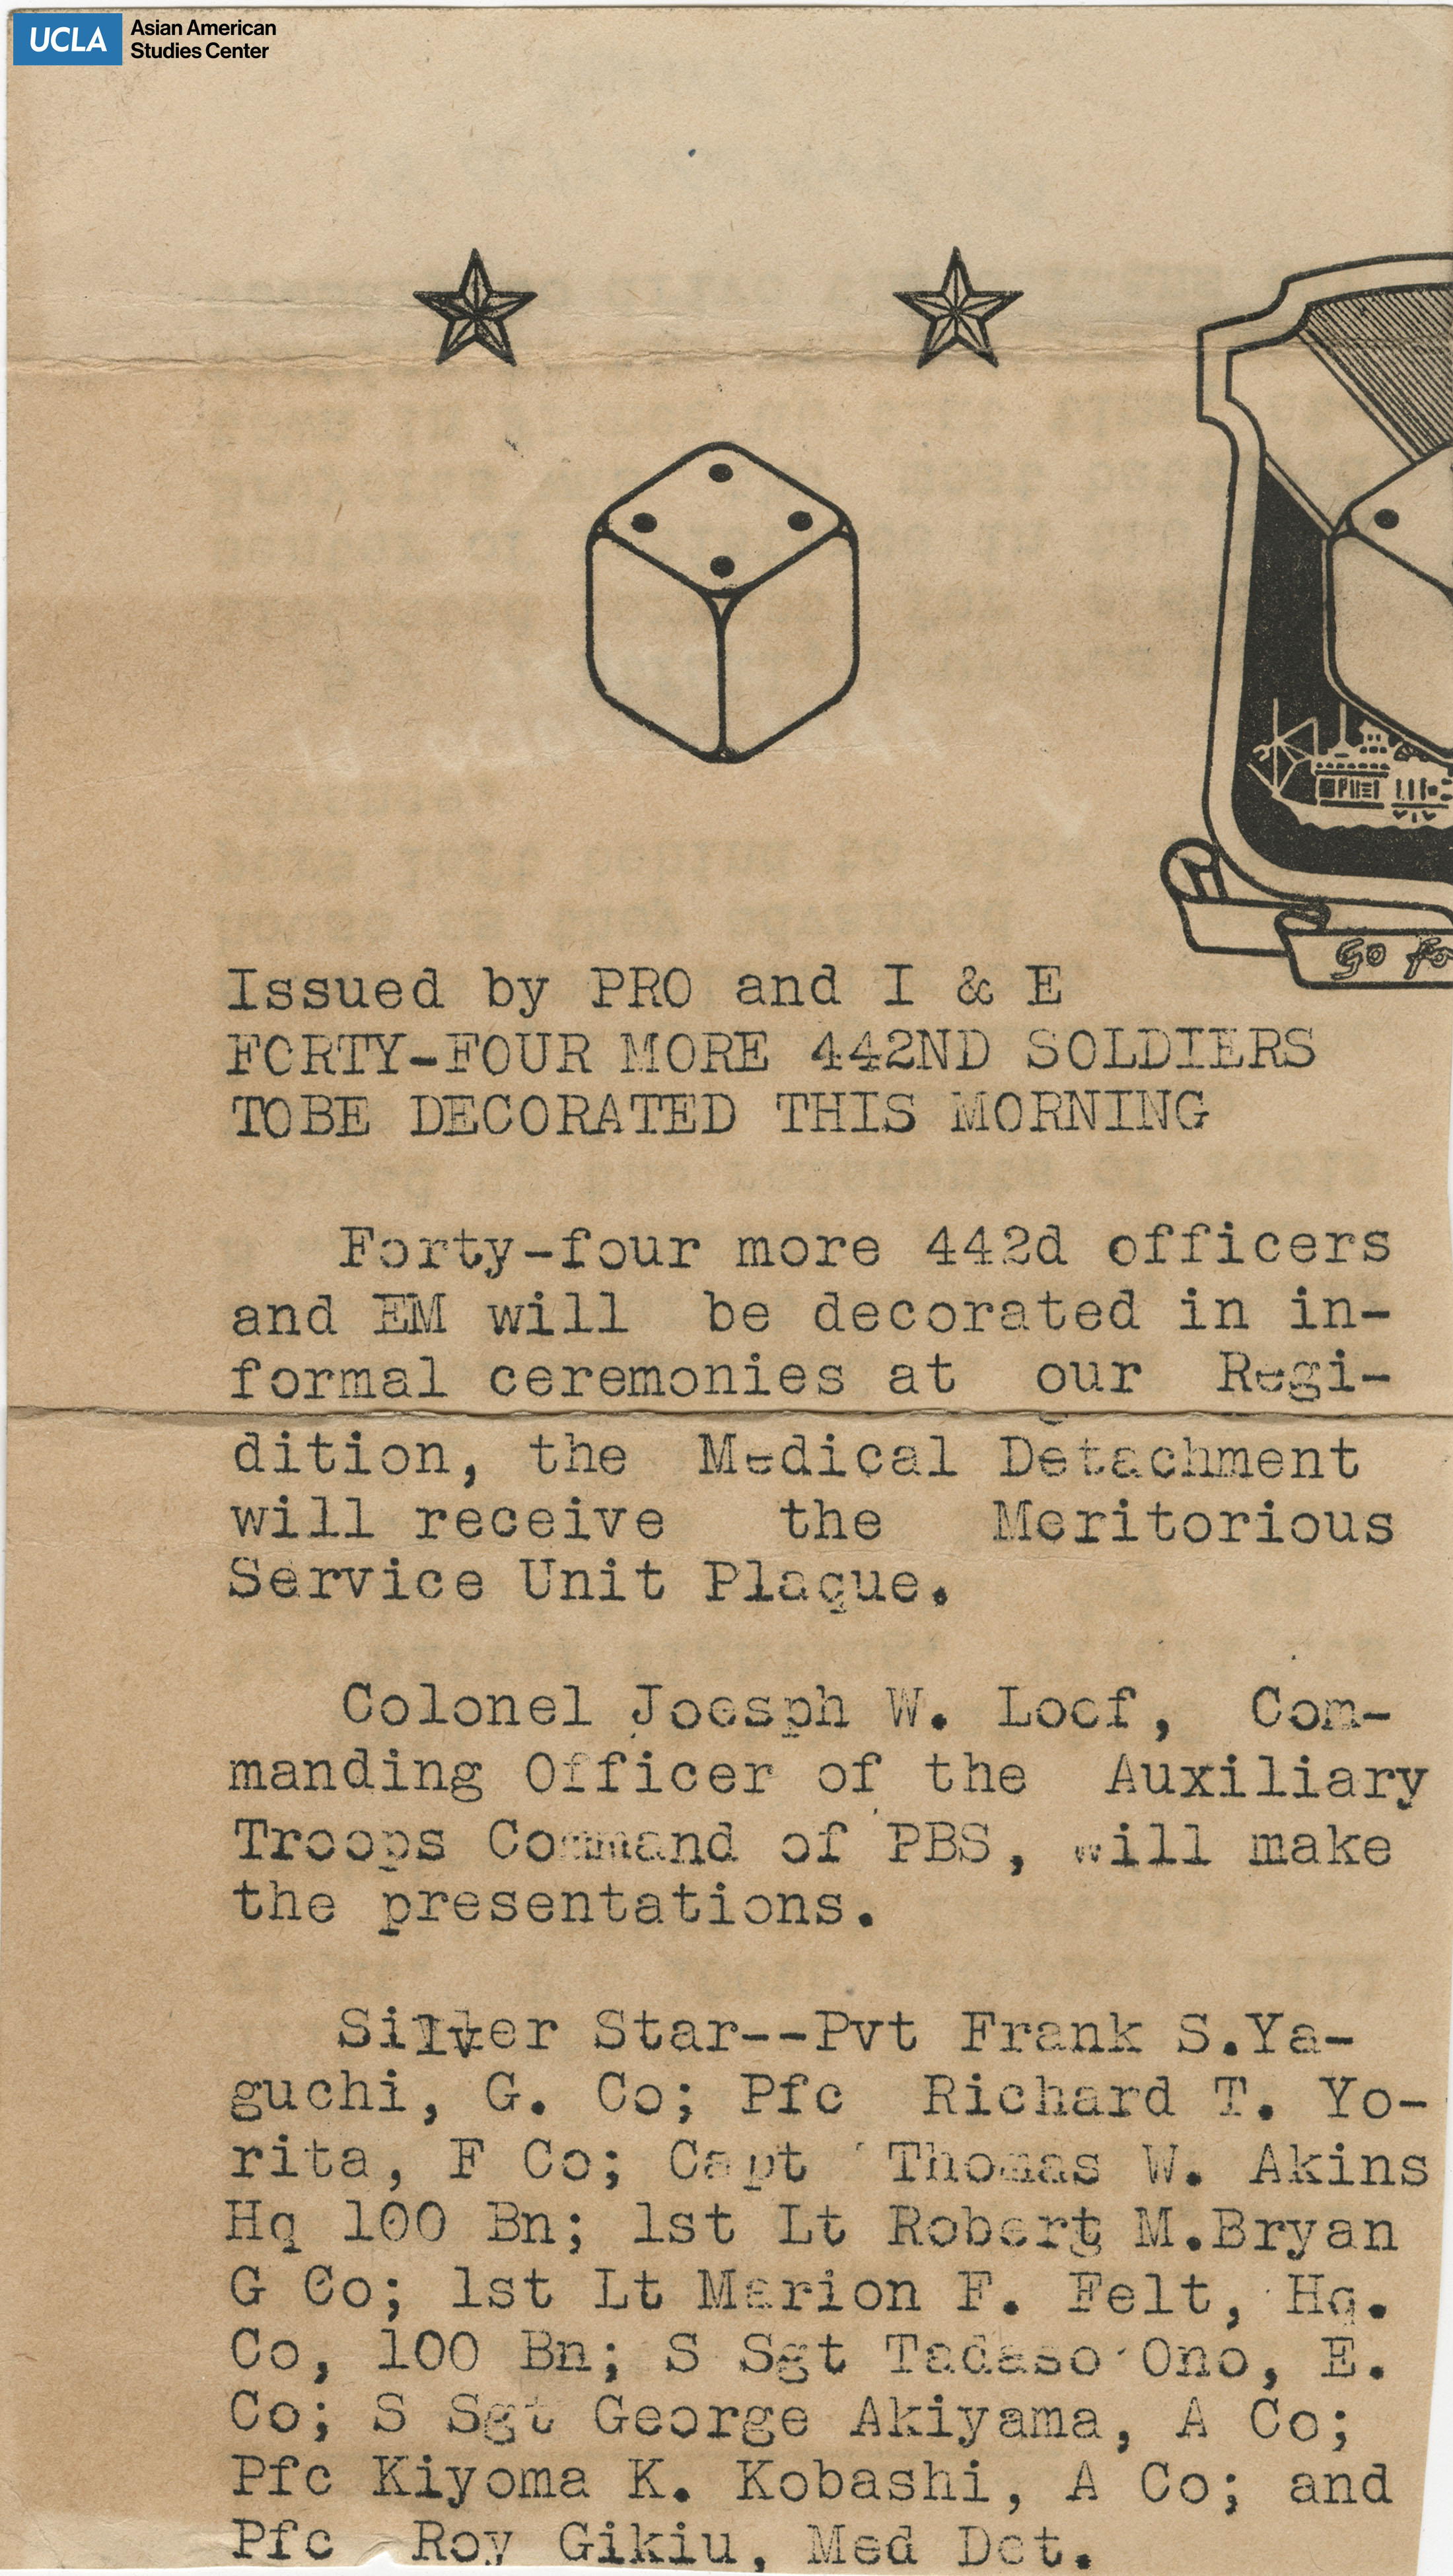 UCLA Asian American
Studies Center
Go Fo
Issued by PRO and I & E
FORTY-FOUR MORE 442ND SOLDIERS
TOBE DECORATED THIS MORNING
Forty-four more 442d officers
and EM will be decorated in in-
formal ceremonies at our Regi-
dition, the Medical Detachment
will receive the Meritorious
Service Unit Plaque.
Colonel Joesph W. Loef, Com-
manding Officer of the Auxiliary
Troops Command of PBS, will make
the presentations.
Silver Star--Pvt Frank S.Ya-
guchi, G. Co; Pfc Richard T. Yo-
rita, F Co; Capt Thomas W. Akins
Hq 100 Bn; 1st Lt Robert M.Bryan
G Co; 1st Lt Marion F. Felt, Hq.
Co, 100 Bn; S Sgt Tadaso Ono, E.
Co; S Sgt George Akiyama, A Co;
Pfc Kiyoma K. Kobashi, A Co; and
Pfc Roy Gikiu, Med Det.